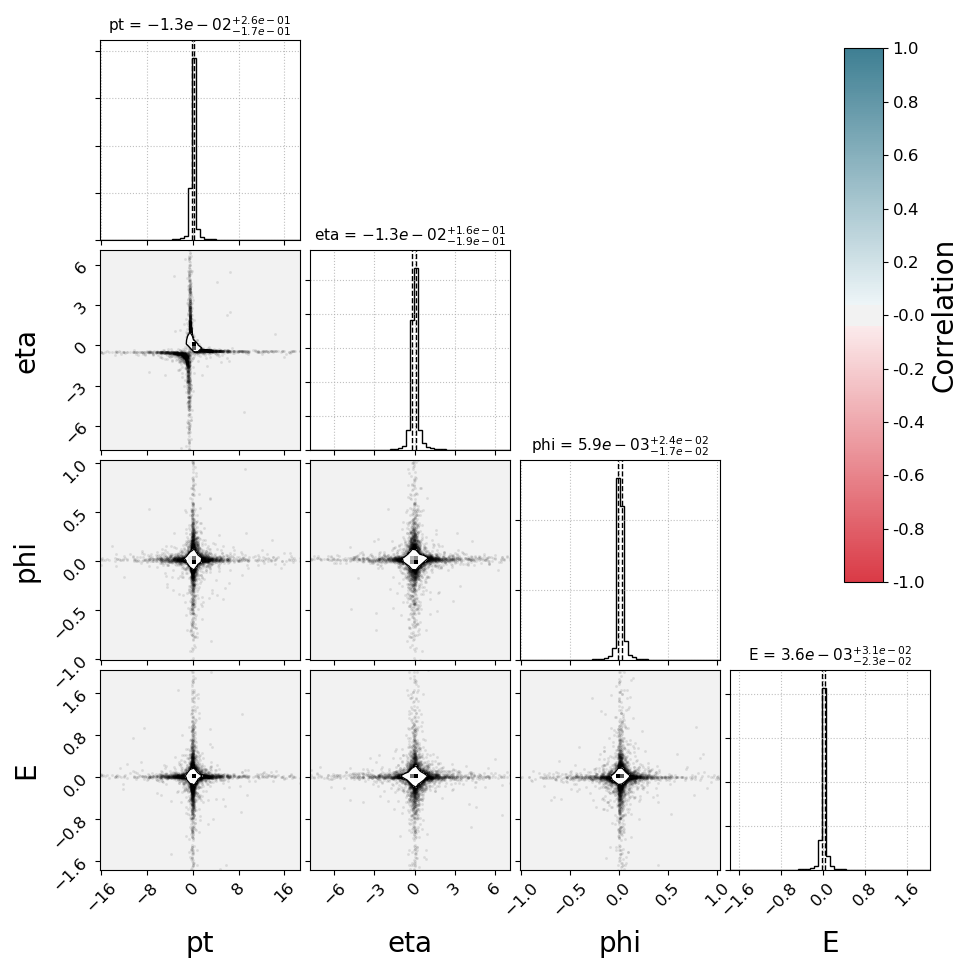 pt = −1.3e − 02 +2.6e−01 −1.7e−01
eta = −1.3e − 02 +1.6e−01 −1.9e−01
phi = 5.9e − 03 +2.4e−02 −1.7e−02
E = 3.6e − 03 +3.1e−02 −2.3e−02
1.0
0.8
0.6
0.4
0.2
-0.0
-0.2
-0.4
-0.6
-0.8
-1.0
Correlation
eta
6
3
0
−3
−6
phi
1.0
0.5
0.0
−0.5
−1.0
E
1.6
0.8
0.0
−0.8
−1.6
−16 −8 0 8 16
−6 −3 0 3 6
−1.0 −0.5 0.0 0.5 1.0
−1.6 −0.8 0.0 0.8 1.6
pt eta phi E